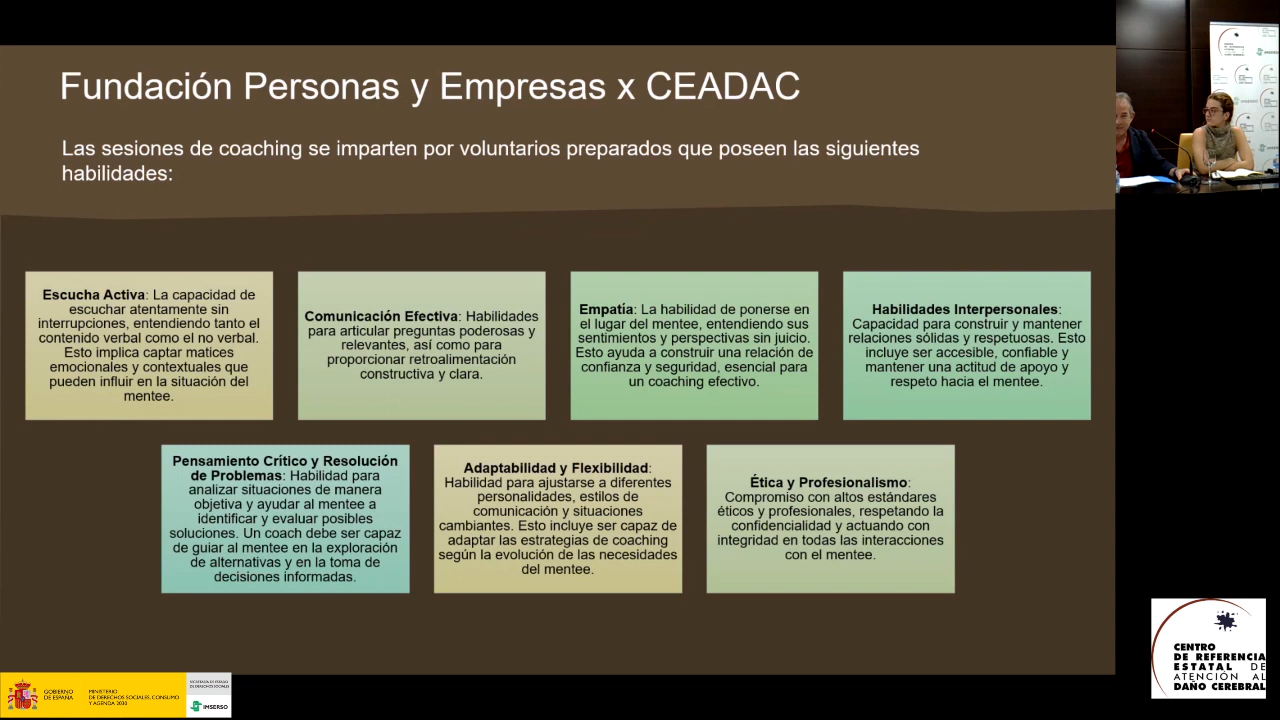 Fundación Personas y Empresas x CEADAC
Las sesiones de coaching se imparten por voluntarios preparados que poseen las siguientes
habilidades:
Escucha Activa: La capacidad de
escuchar atentamente sin
interrupciones, entendiendo tanto el
contenido verbal como el no verbal.
Esto implica captar matices
emocionales y contextuales que
pueden influir en la situación del
mentee.
Comunicación Efectiva: Habilidades
para articular preguntas poderosas y
relevantes, así como para
proporcionar retroalimentación
constructiva y clara.
Empatía: La habilidad de ponerse en
el lugar del mentee, entendiendo sus
sentimientos y perspectivas sin juicio.
Esto ayuda a construir una relación de
confianza y seguridad, esencial para
un coaching efectivo.
Habilidades Interpersonales:
Capacidad para construir y mantener
relaciones sólidas y respetuosas. Esto
incluye ser accesible, confiable y
mantener una actitud de apoyo y
respeto hacia el mentee.
Pensamiento Crítico y Resolución
de Problemas: Habilidad para
analizar situaciones de manera
objetiva y ayudar al mentee a
identificar y evaluar posibles
soluciones. Un coach debe ser capaz
de guiar al mentee en la exploración
de alternativas y en la toma de
decisiones informadas.
Adaptabilidad y Flexibilidad:
Habilidad para ajustarse a diferentes
personalidades, estilos de
comunicación y situaciones
cambiantes. Esto incluye ser capaz de
adaptar las estrategias de coaching
según la evolución de las necesidades
del mentee.
Ética y Profesionalismo:
Compromiso con altos estándares
éticos y profesionales, respetando la
confidencialidad y actuando con
integridad en todas las interacciones
con el mentee.
GOBIERNO
DE ESPAÑA
MINISTERIO
DE DERECHOS SOCIALES, CONSUMO
Y AGENDA 2030
SECRETARÍA DE ESTADO
DE DERECHOS SOCIALES
IMSERSO
CENTRO
DE REFERENCIA
ESTATAL DE
ATENCIÓN AL
DAÑO CEREBRAL